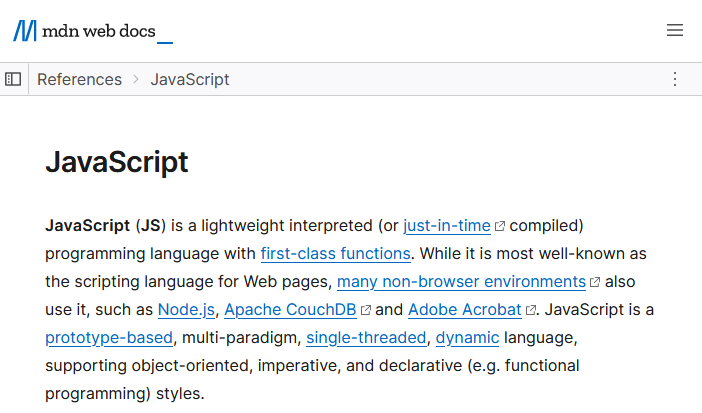 mdn web docs_
References > JavaScript
JavaScript
JavaScript (JS) is a lightweight interpreted (or just-in-time compiled)
programming language with first-class functions. While it is most well-known as
the scripting language for Web pages, many non-browser environments also
use it, such as Node.js, Apache CouchDB and Adobe Acrobat. JavaScript is a
prototype-based, multi-paradigm, single-threaded, dynamic language,
supporting object-oriented, imperative, and declarative (e.g. functional
programming) styles.